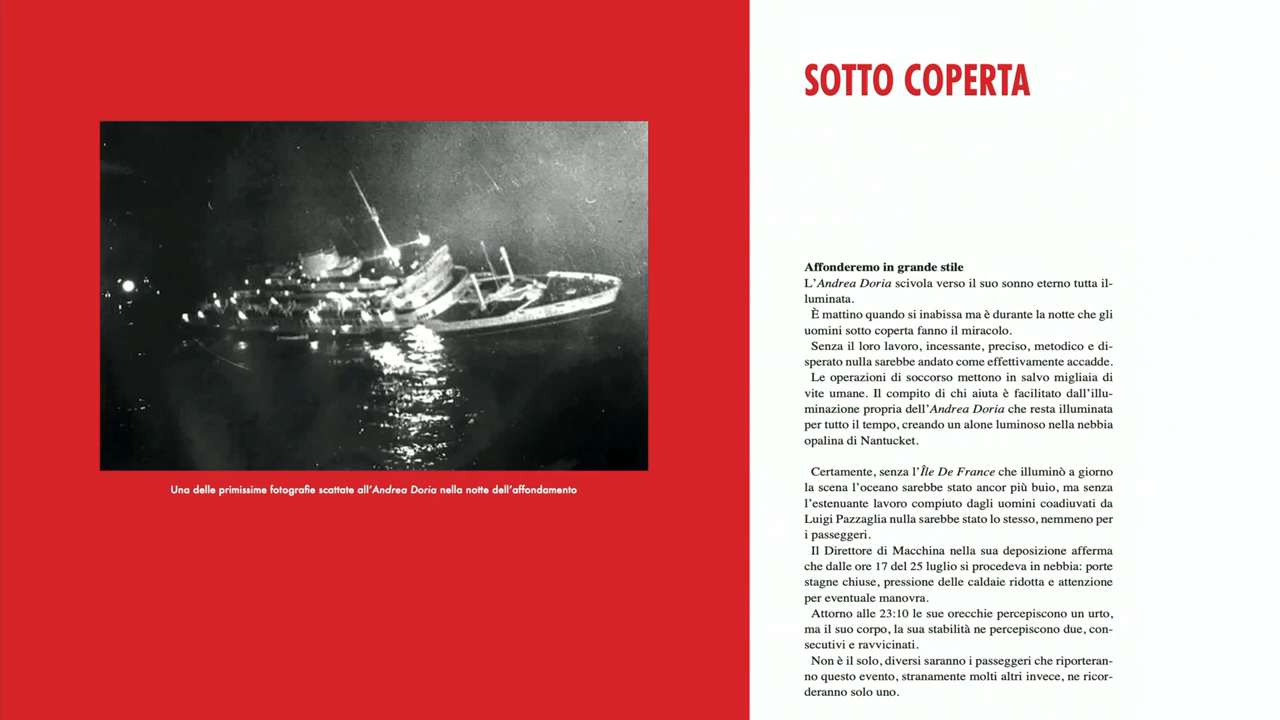 Una delle primissime fotografie scattate all'Andrea Doria nella notte dell'affondamento
SOTTO COPERTA
Affonderemo in grande stile
L'Andrea Doria scivola verso il suo sonno eterno tutta il-
luminata.
È mattino quando si inabissa ma è durante la notte che gli
uomini sotto coperta fanno il miracolo.
Senza il loro lavoro, incessante, preciso, metodico e di-
sperato nulla sarebbe andato come effettivamente accadde.
Le operazioni di soccorso mettono in salvo migliaia di
vite umane. Il compito di chi aiuta è facilitato dall'illu-
minazione propria dell'Andrea Doria che resta illuminata
per tutto il tempo, creando un alone luminoso nella nebbia
opalina di Nantucket.
Certamente, senza l'Île De France che illuminò a giorno
la scena l'oceano sarebbe stato ancor più buio, ma senza
l'estenuante lavoro compiuto dagli uomini coadiuvati da
Luigi Pazzaglia nulla sarebbe stato lo stesso, nemmeno per
i passeggeri.
Il Direttore di Macchina nella sua deposizione afferma
che dalle ore 17 del 25 luglio si procedeva in nebbia: porte
stagne chiuse, pressione delle caldaie ridotta e attenzione
per eventuale manovra.
Attorno alle 23:10 le sue orecchie percepiscono un urto,
ma il suo corpo, la sua stabilità ne percepiscono due, con-
secutivi e ravvicinati.
Non è il solo, diversi saranno i passeggeri che riporteran-
no questo evento, stranamente molti altri invece, ne ricor-
deranno solo uno.